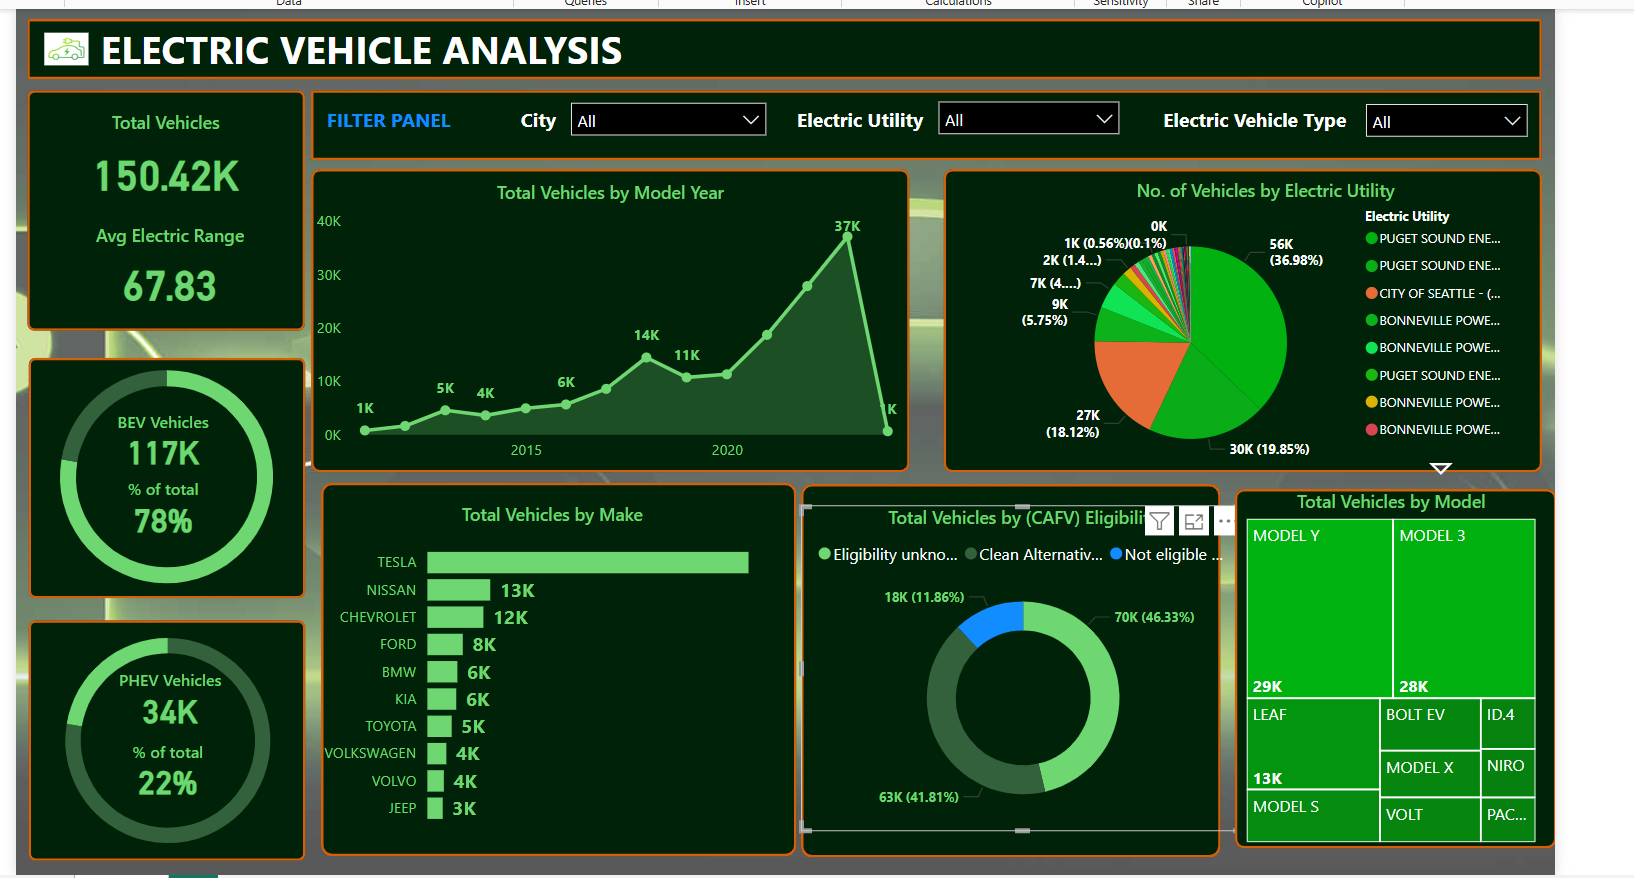 Data
Queries
Insert
Calculations
Sensitivity
Share
Copilot
ELECTRIC VEHICLE ANALYSIS
Total Vehicles
150.42K
Avg Electric Range
67.83
FILTER PANEL
City
All
Electric Utility
All
Electric Vehicle Type
All
Total Vehicles by Model Year
40K
30K
20K
10K
0K
1K
5K
4K
6K
14K
11K
37K
1K
2015
2020
No. of Vehicles by Electric Utility
0K
(0.1%)
1K (0.56%)
2K (1.4...)
7K (4....)
9K
(5.75%)
27K
(18.12%)
30K (19.85%)
56K
(36.98%)
Electric Utility
PUGET SOUND ENE...
PUGET SOUND ENE...
CITY OF SEATTLE - (...
BONNEVILLE POWE...
BONNEVILLE POWE...
PUGET SOUND ENE...
BONNEVILLE POWE...
BONNEVILLE POWE...
BEV Vehicles
117K
% of total
78%
PHEV Vehicles
34K
% of total
22%
Total Vehicles by Make
TESLA
NISSAN 13K
CHEVROLET 12K
FORD 8K
BMW 6K
KIA 6K
TOYOTA 5K
VOLKSWAGEN 4K
VOLVO 4K
JEEP 3K
Total Vehicles by (CAFV) Eligibili
Eligibility unkno...
Clean Alternativ...
Not eligible ...
18K (11.86%)
70K (46.33%)
63K (41.81%)
Total Vehicles by Model
MODEL Y
29K
MODEL 3
28K
LEAF
13K
MODEL S
BOLT EV
MODEL X
VOLT
ID.4
NIRO
PAC...